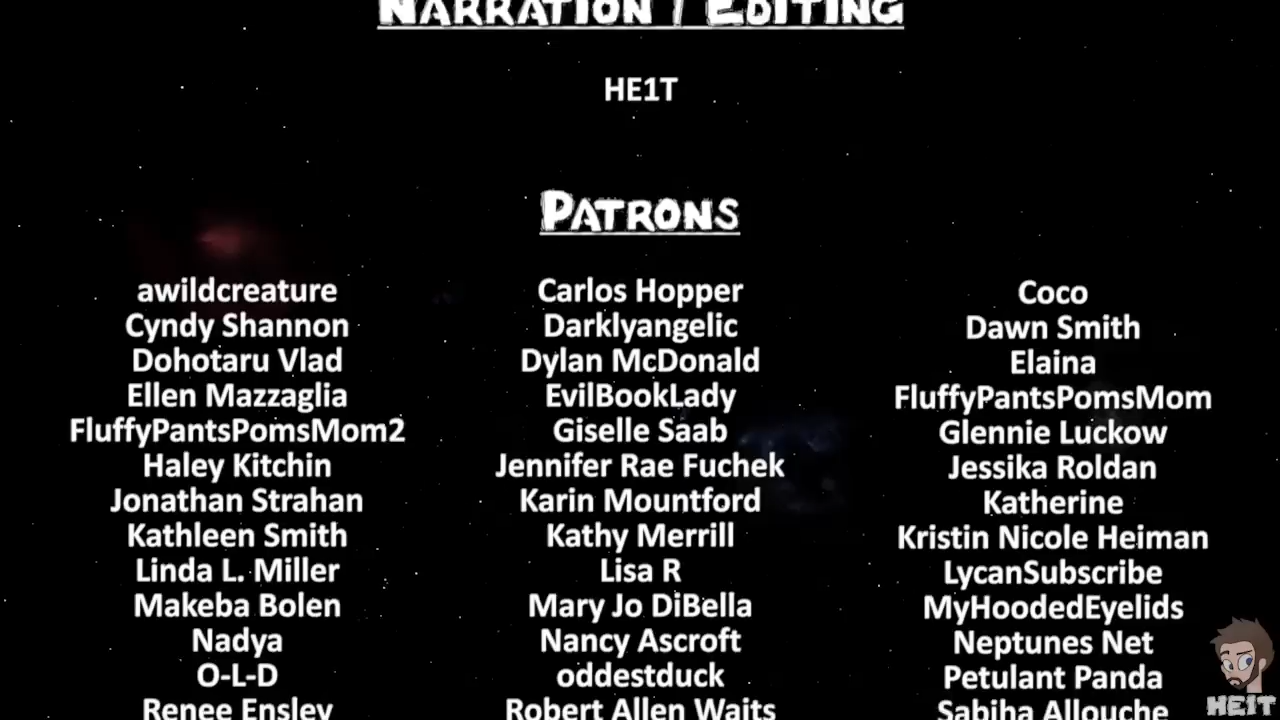 NARRATION / EDITING
HE1T
PATRONS
awildcreature Carlos Hopper Coco
Cyndy Shannon Darklyangelic Dawn Smith
Dohotaru Vlad Dylan McDonald Elaina
Ellen Mazzaglia EvilBookLady FluffyPantsPomsMom
FluffyPantsPomsMom2 Giselle Saab Glennie Luckow
Haley Kitchin Jennifer Rae Fuchek Jessika Roldan
Jonathan Strahan Karin Mountford Katherine
Kathleen Smith Kathy Merrill Kristin Nicole Heiman
Linda L. Miller Lisa R LycanSubscribe
Makeba Bolen Mary Jo DiBella MyHoodedEyelids
Nadya Nancy Ascroft Neptunes Net
O-L-D oddestduck Petulant Panda
Renee Ensley Robert Allen Waits Sabiha Allouche
HE1T